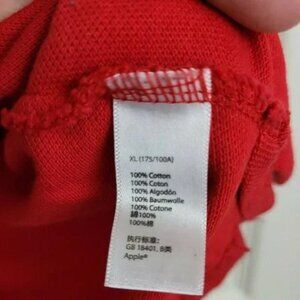 XL (175/100A)
100% Cotton
100% Coton
100% Algodón
100% Baumwolle
100% Cotone
綿100%
100%棉
执行标准:
GB 18401, B类
Apple®